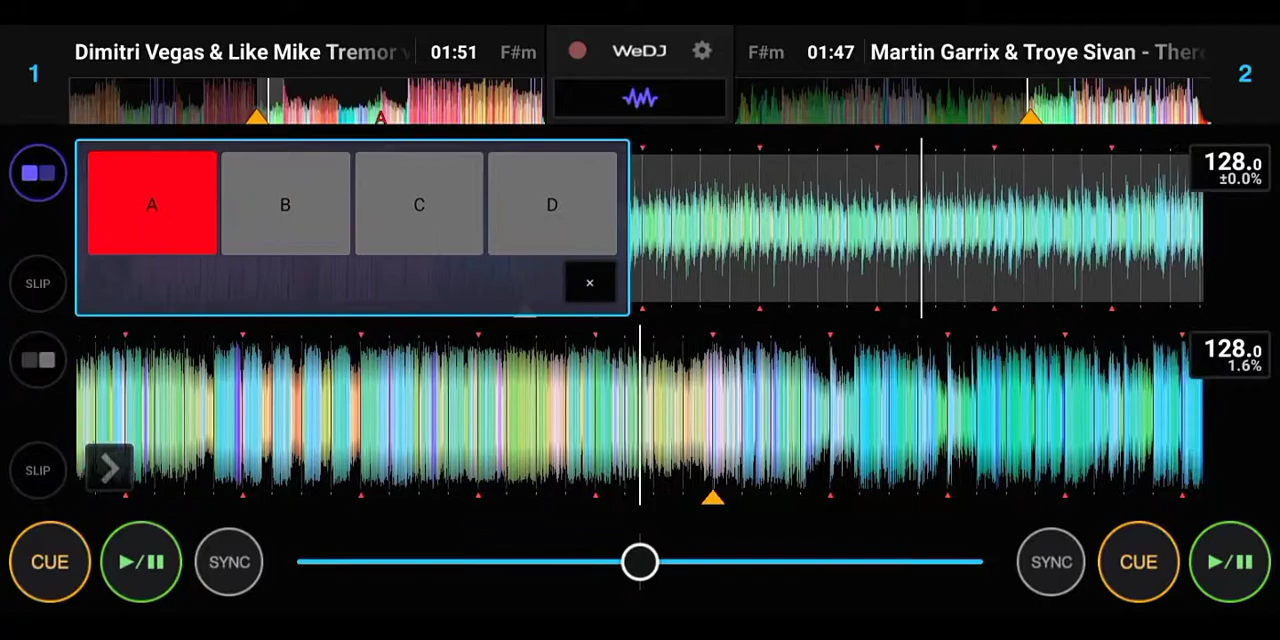 1
Dimitri Vegas & Like Mike Tremor
01:51
F#m
WeDJ
F#m
01:47
Martin Garrix & Troye Sivan - There
2
A
A
B
C
D
×
128.0
±0.0%
SLIP
128.0
1.6%
SLIP
CUE
SYNC
SYNC
CUE